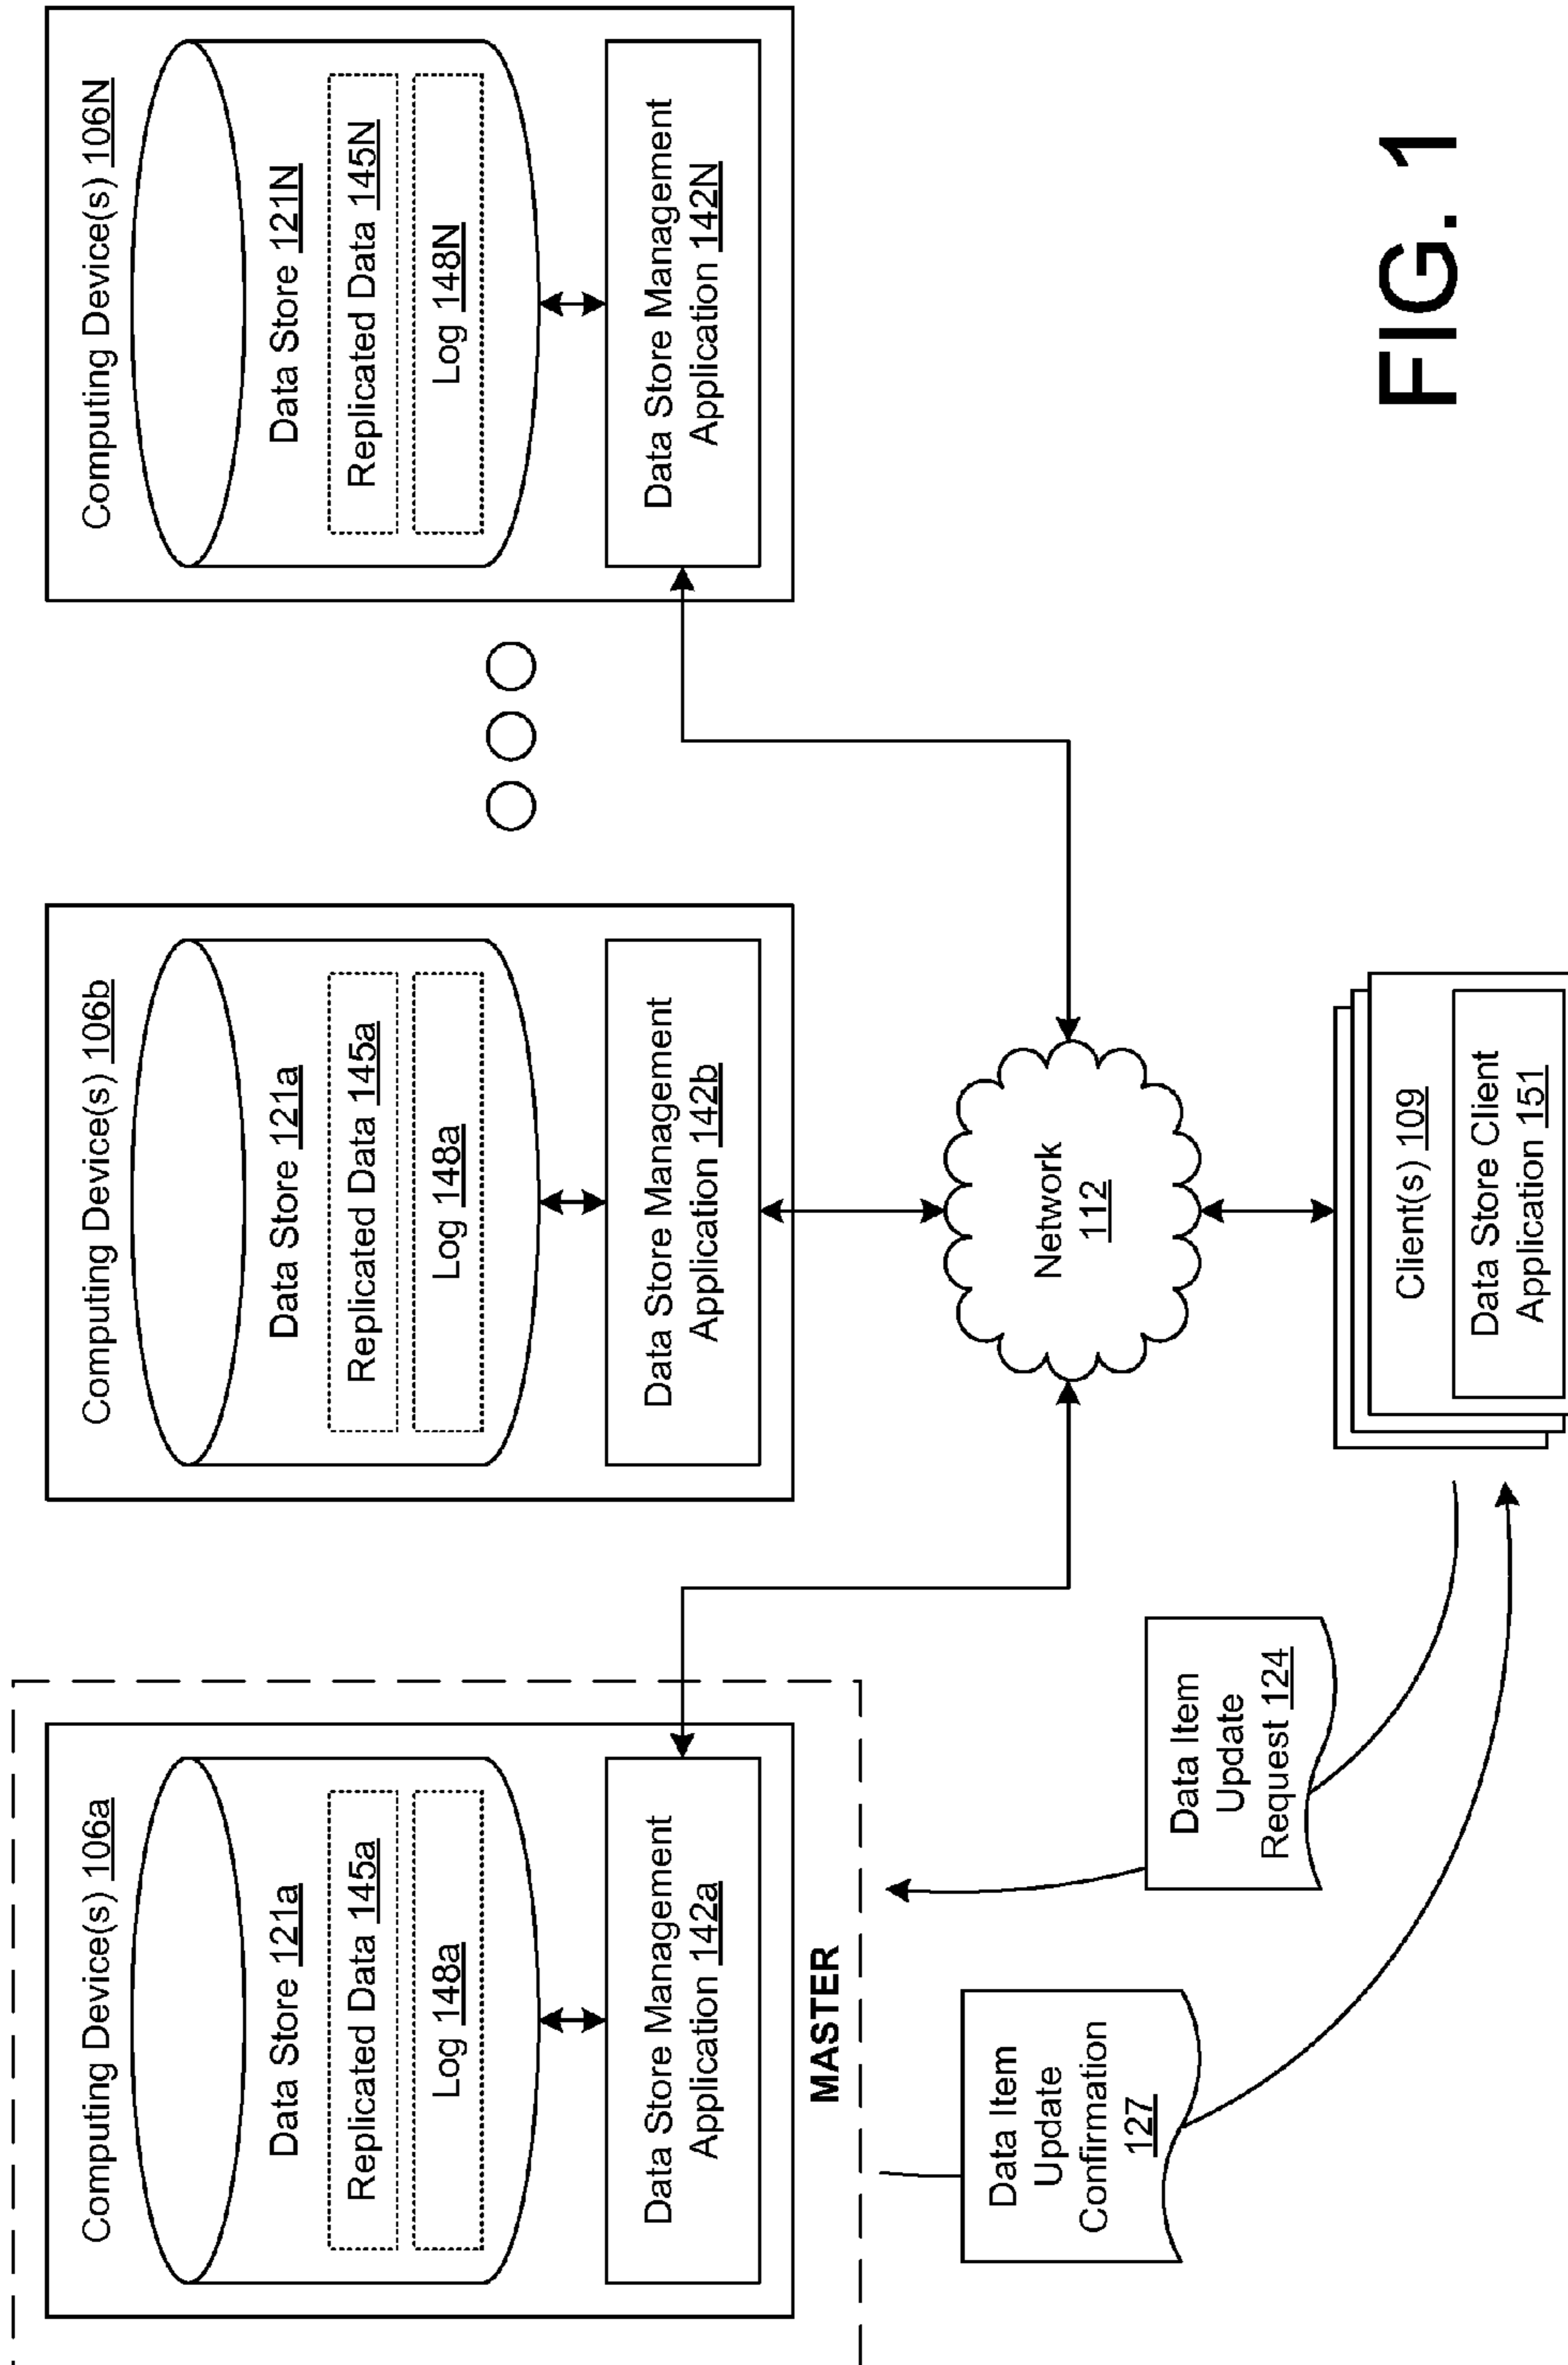 Computing Device(s) 106a
Data Store 121a
Replicated Data 145a
Log 148a
Data Store Management
Application 142a
MASTER
Computing Device(s) 106b
Data Store 121a
Replicated Data 145a
Log 148a
Data Store Management
Application 142b
Computing Device(s) 106N
Data Store 121N
Replicated Data 145N
Log 148N
Data Store Management
Application 142N
Data Item
Update
Confirmation
127
Data Item
Update
Request 124
Network
112
Client(s) 109
Data Store Client
Application 151
FIG. 1